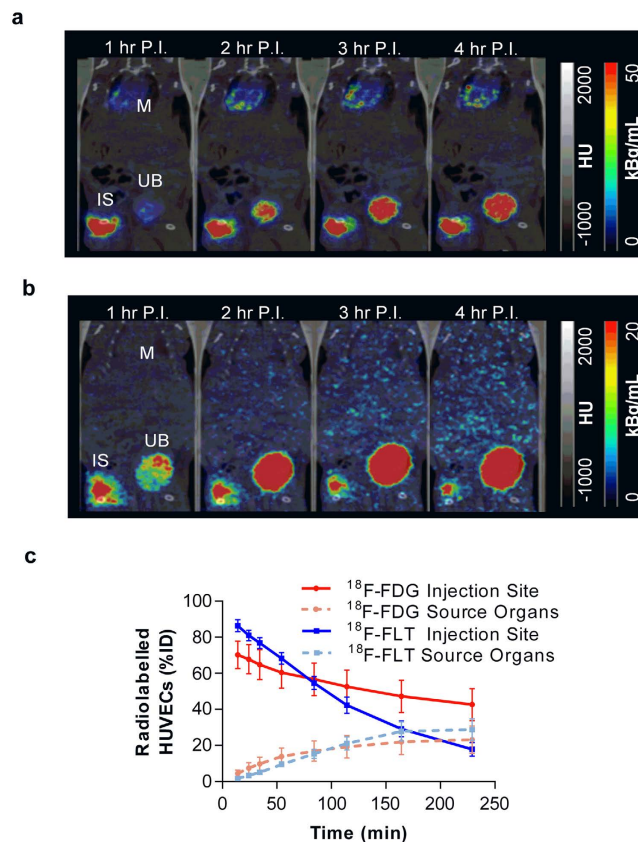 a
1 hr P.I. 2 hr P.I. 3 hr P.I. 4 hr P.I.
M
UB
IS
2000
HU
-1000
50
kBq/mL
0
b
1 hr P.I. 2 hr P.I. 3 hr P.I. 4 hr P.I.
M
UB
IS
2000
HU
-1000
20
kBq/mL
0
c
18F-FDG Injection Site
18F-FDG Source Organs
18F-FLT Injection Site
18F-FLT Source Organs
Radiolabelled
HUVECs (%ID)
100
80
60
40
20
0
0 50 100 150 200 250
Time (min)